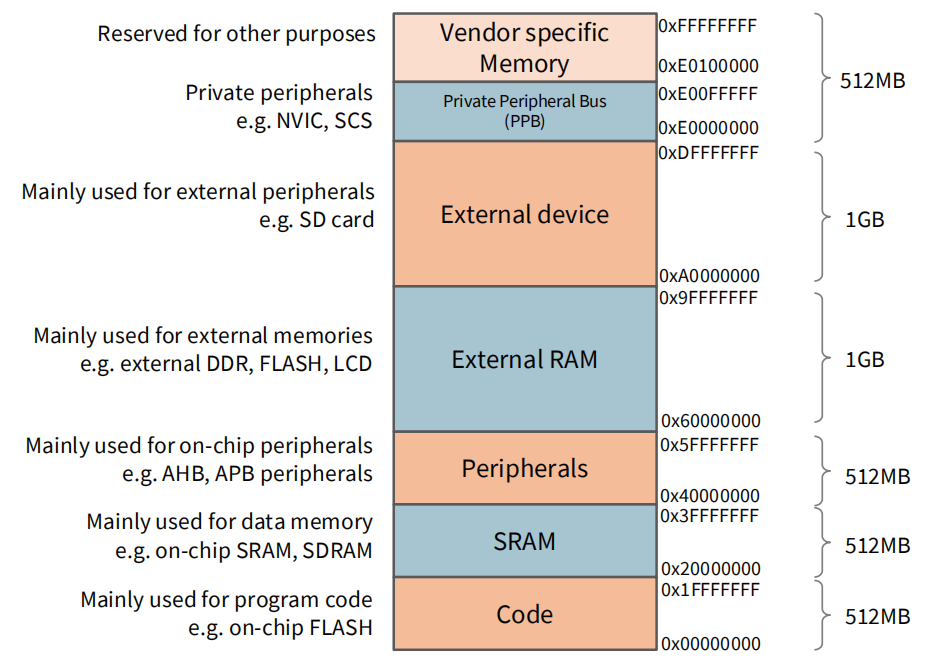 Reserved for other purposes
Vendor specific
Memory
0xFFFFFFFF
0xE0100000
512MB
Private peripherals
e.g. NVIC, SCS
Private Peripheral Bus
(PPB)
0xE00FFFFF
0xE0000000
Mainly used for external peripherals
e.g. SD card
External device
0xDFFFFFFF
0xA0000000
1GB
Mainly used for external memories
e.g. external DDR, FLASH, LCD
External RAM
0x9FFFFFFF
0x60000000
1GB
Mainly used for on-chip peripherals
e.g. AHB, APB peripherals
Peripherals
0x5FFFFFFF
0x40000000
512MB
Mainly used for data memory
e.g. on-chip SRAM, SDRAM
SRAM
0x3FFFFFFF
0x20000000
512MB
Mainly used for program code
e.g. on-chip FLASH
Code
0x1FFFFFFF
0x00000000
512MB